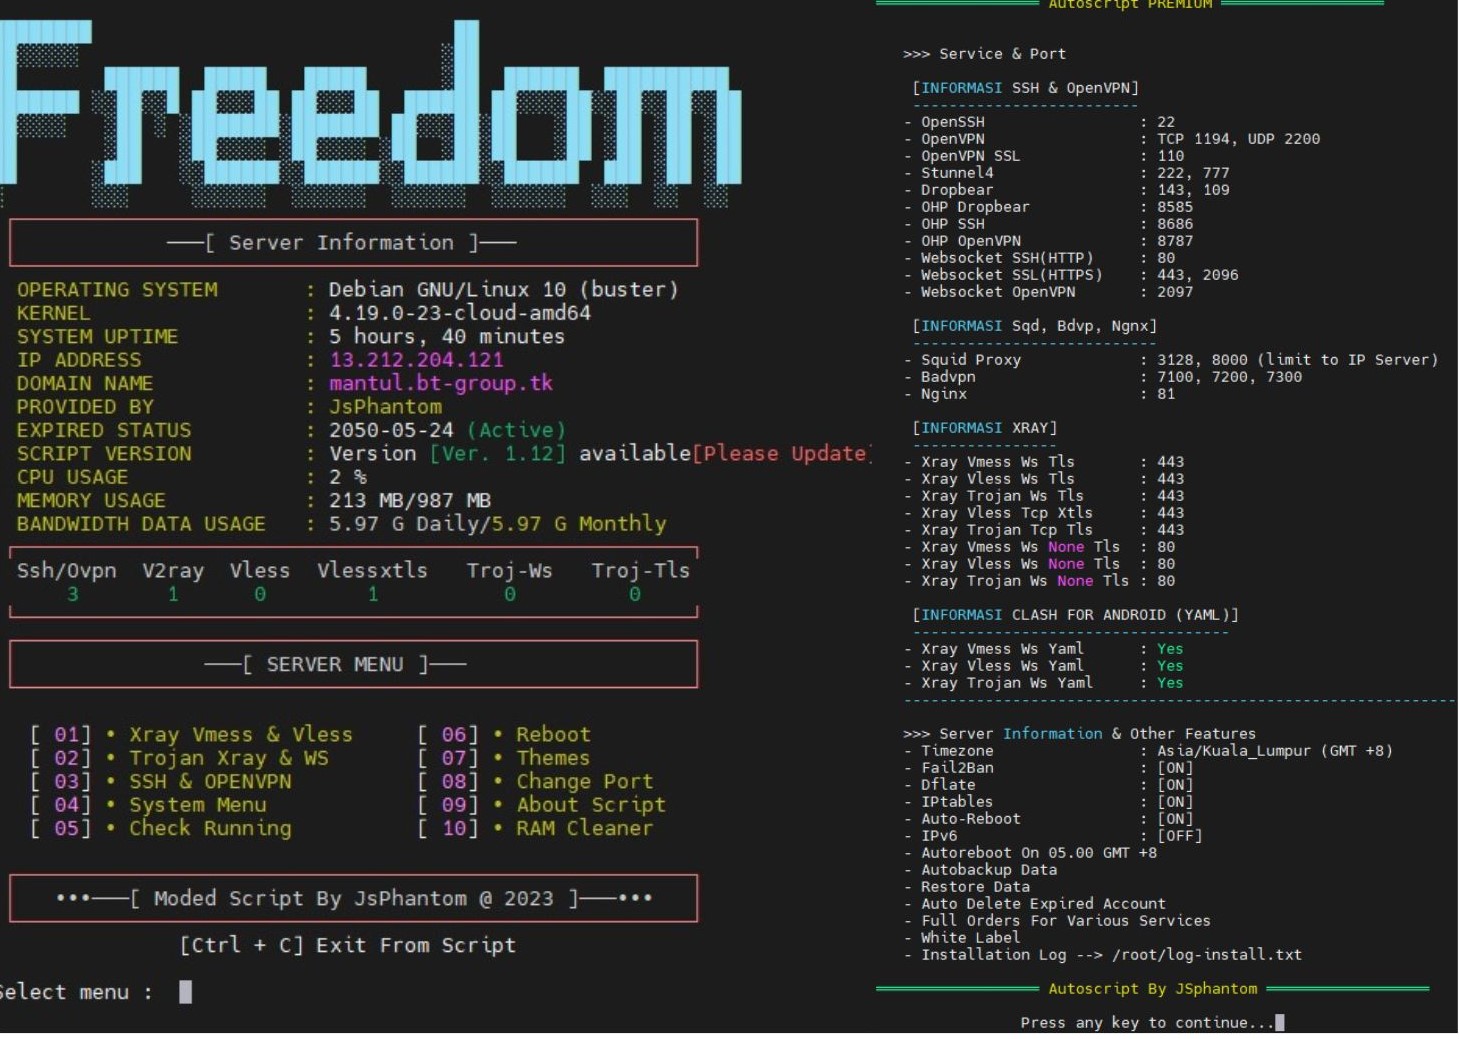 Freedom
───[ Server Information ]───
OPERATING SYSTEM : Debian GNU/Linux 10 (buster)
KERNEL : 4.19.0-23-cloud-amd64
SYSTEM UPTIME : 5 hours, 40 minutes
IP ADDRESS : 13.212.204.121
DOMAIN NAME : mantul.bt-group.tk
PROVIDED BY : JsPhantom
EXPIRED STATUS : 2050-05-24 (Active)
SCRIPT VERSION : Version [Ver. 1.12] available[Please Update]
CPU USAGE : 2 %
MEMORY USAGE : 213 MB/987 MB
BANDWIDTH DATA USAGE : 5.97 G Daily/5.97 G Monthly
Ssh/Ovpn V2ray Vless Vlessxtls Troj-Ws Troj-Tls
3 1 0 1 0 0
───[ SERVER MENU ]───
[ 01] • Xray Vmess & Vless [ 06] • Reboot
[ 02] • Trojan Xray & WS [ 07] • Themes
[ 03] • SSH & OPENVPN [ 08] • Change Port
[ 04] • System Menu [ 09] • About Script
[ 05] • Check Running [ 10] • RAM Cleaner
•••───[ Moded Script By JsPhantom @ 2023 ]───•••
[Ctrl + C] Exit From Script
Select menu :
Autoscript PREMIUM
>>> Service & Port
[INFORMASI SSH & OpenVPN]
-------------------------
- OpenSSH : 22
- OpenVPN : TCP 1194, UDP 2200
- OpenVPN SSL : 110
- Stunnel4 : 222, 777
- Dropbear : 143, 109
- OHP Dropbear : 8585
- OHP SSH : 8686
- OHP OpenVPN : 8787
- Websocket SSH(HTTP) : 80
- Websocket SSL(HTTPS) : 443, 2096
- Websocket OpenVPN : 2097
[INFORMASI Sqd, Bdvp, Ngnx]
---------------------------
- Squid Proxy : 3128, 8000 (limit to IP Server)
- Badvpn : 7100, 7200, 7300
- Nginx : 81
[INFORMASI XRAY]
----------------
- Xray Vmess Ws Tls : 443
- Xray Vless Ws Tls : 443
- Xray Trojan Ws Tls : 443
- Xray Vless Tcp Xtls : 443
- Xray Trojan Tcp Tls : 443
- Xray Vmess Ws None Tls : 80
- Xray Vless Ws None Tls : 80
- Xray Trojan Ws None Tls : 80
[INFORMASI CLASH FOR ANDROID (YAML)]
-----------------------------------
- Xray Vmess Ws Yaml : Yes
- Xray Vless Ws Yaml : Yes
- Xray Trojan Ws Yaml : Yes
-------------------------------------------------------------
>>> Server Information & Other Features
- Timezone : Asia/Kuala_Lumpur (GMT +8)
- Fail2Ban : [ON]
- Dflate : [ON]
- IPtables : [ON]
- Auto-Reboot : [ON]
- IPv6 : [OFF]
- Autoreboot On 05.00 GMT +8
- Autobackup Data
- Restore Data
- Auto Delete Expired Account
- Full Orders For Various Services
- White Label
- Installation Log --> /root/log-install.txt
Autoscript By JSphantom
Press any key to continue...